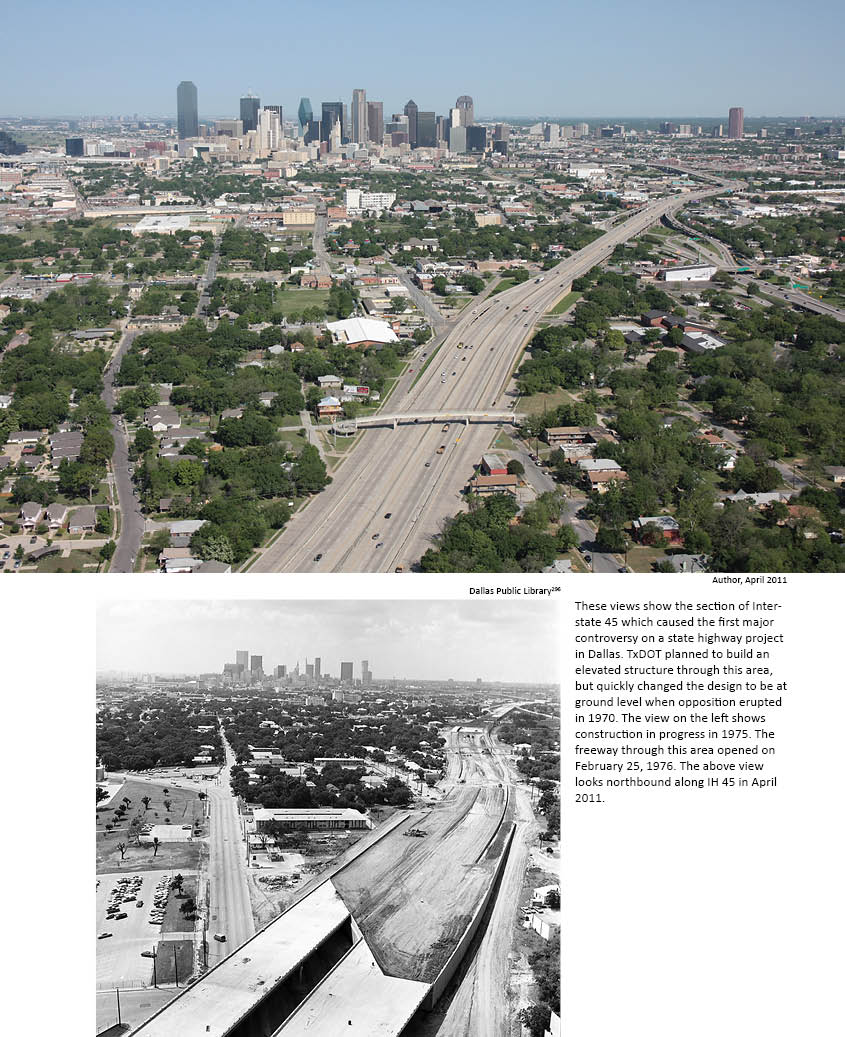 Author, April 2011
Dallas Public Library296
These views show the section of Inter-
state 45 which caused the first major
controversy on a state highway project
in Dallas. TxDOT planned to build an
elevated structure through this area,
but quickly changed the design to be at
ground level when opposition erupted
in 1970. The view on the left shows
construction in progress in 1975. The
freeway through this area opened on
February 25, 1976. The above view
looks northbound along IH 45 in April
2011.